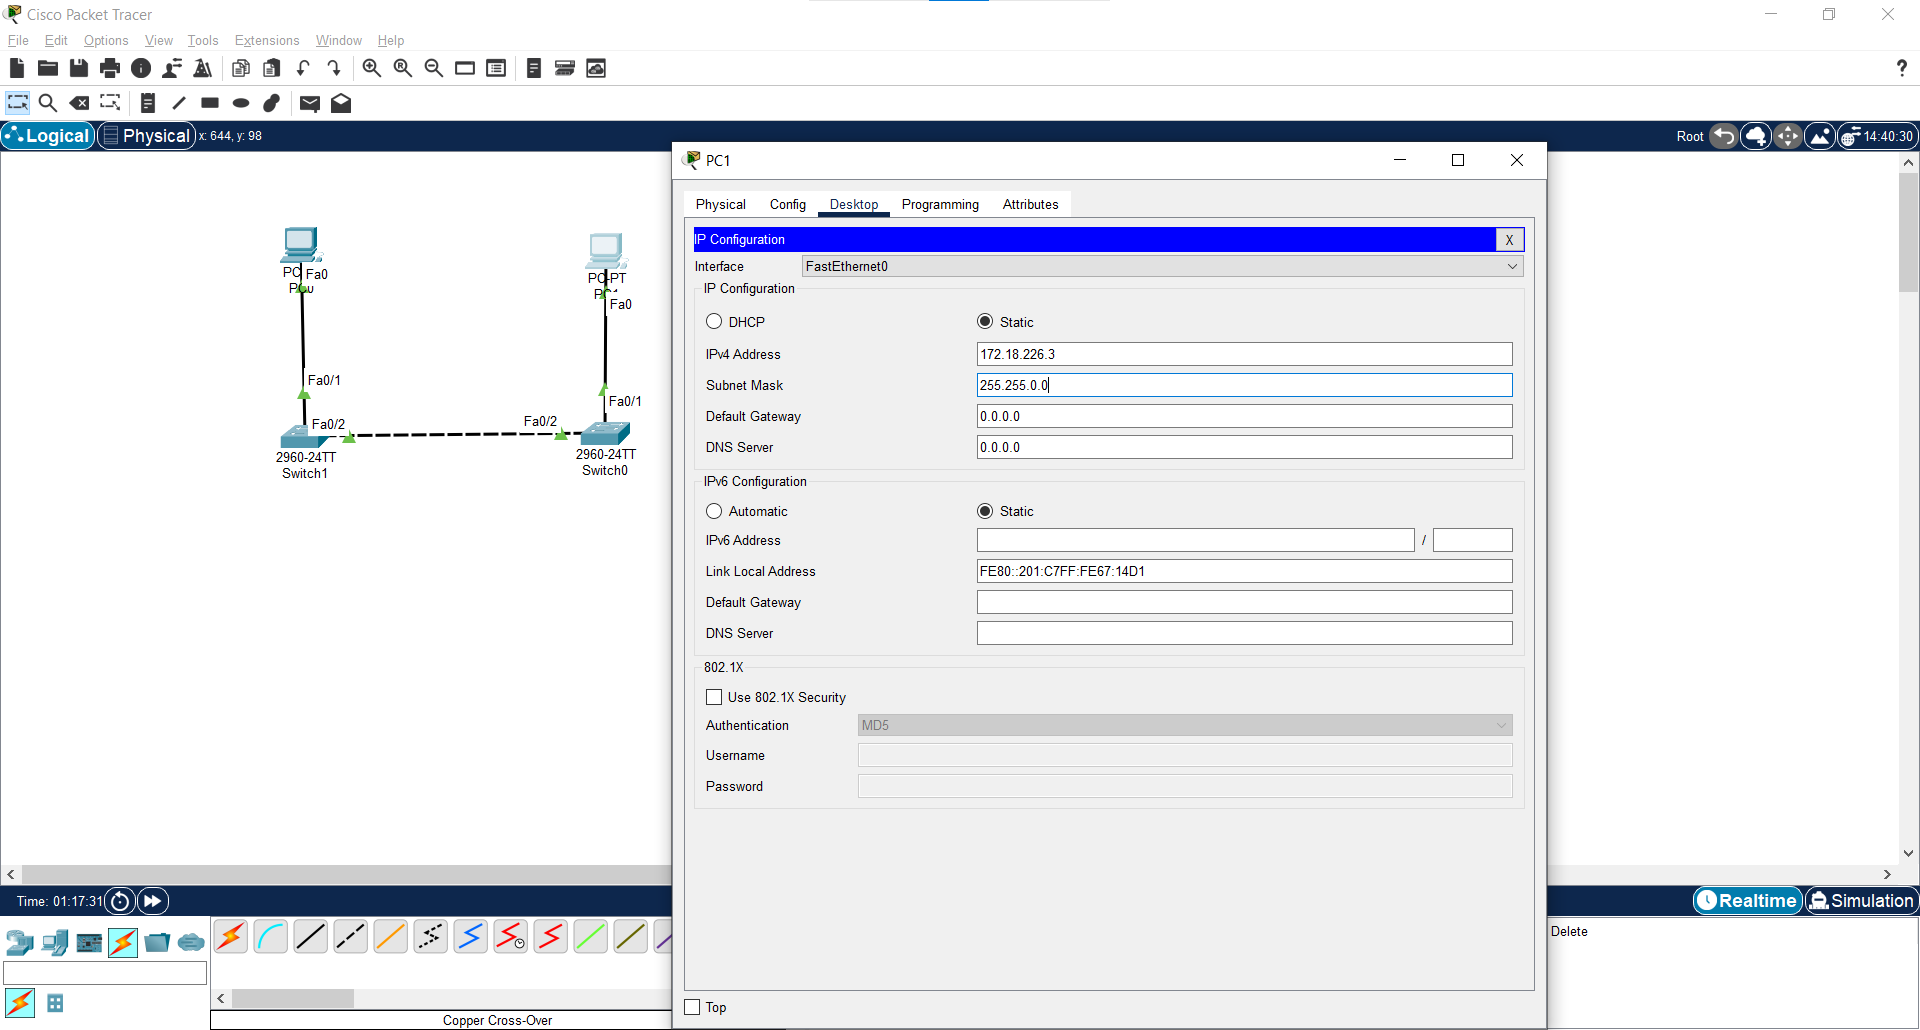 Cisco Packet Tracer
File Edit Options View Tools Extensions Window Help
?
Logical Physical x: 644, y: 98
Root 14:40:30
Fa0
Fa0/1
Fa0/2
2960-24TT
Switch1
PC-PT
PC1
Fa0
Fa0/1
Fa0/2
2960-24TT
Switch0
PC1
Physical Config Desktop Programming Attributes
IP Configuration X
Interface FastEthernet0
IP Configuration
DHCP Static
IPv4 Address 172.18.226.3
Subnet Mask 255.255.0.0
Default Gateway 0.0.0.0
DNS Server 0.0.0.0
IPv6 Configuration
Automatic Static
IPv6 Address /
Link Local Address FE80::201:C7FF:FE67:14D1
Default Gateway
DNS Server
802.1X
Use 802.1X Security
Authentication MD5
Username
Password
Top
Time: 01:17:31
Realtime Simulation
Copper Cross-Over
Delete